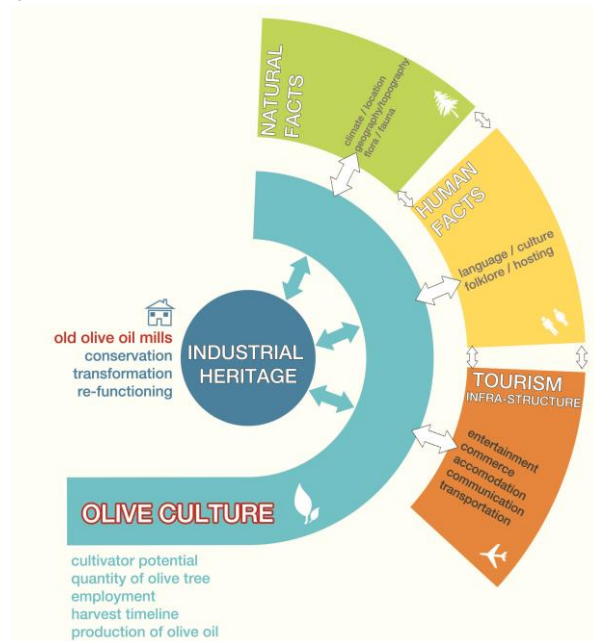 NATURAL
FACTS
climate / location
geography/topography
flora / fauna
HUMAN
FACTS
language / culture
folklore / hosting
TOURISM
INFRA-STRUCTURE
entertainment
commerce
accomodation
communication
transportation
old olive oil mills
conservation
transformation
re-functioning
INDUSTRIAL
HERITAGE
OLIVE CULTURE
cultivator potential
quantity of olive tree
employment
harvest timeline
production of olive oil